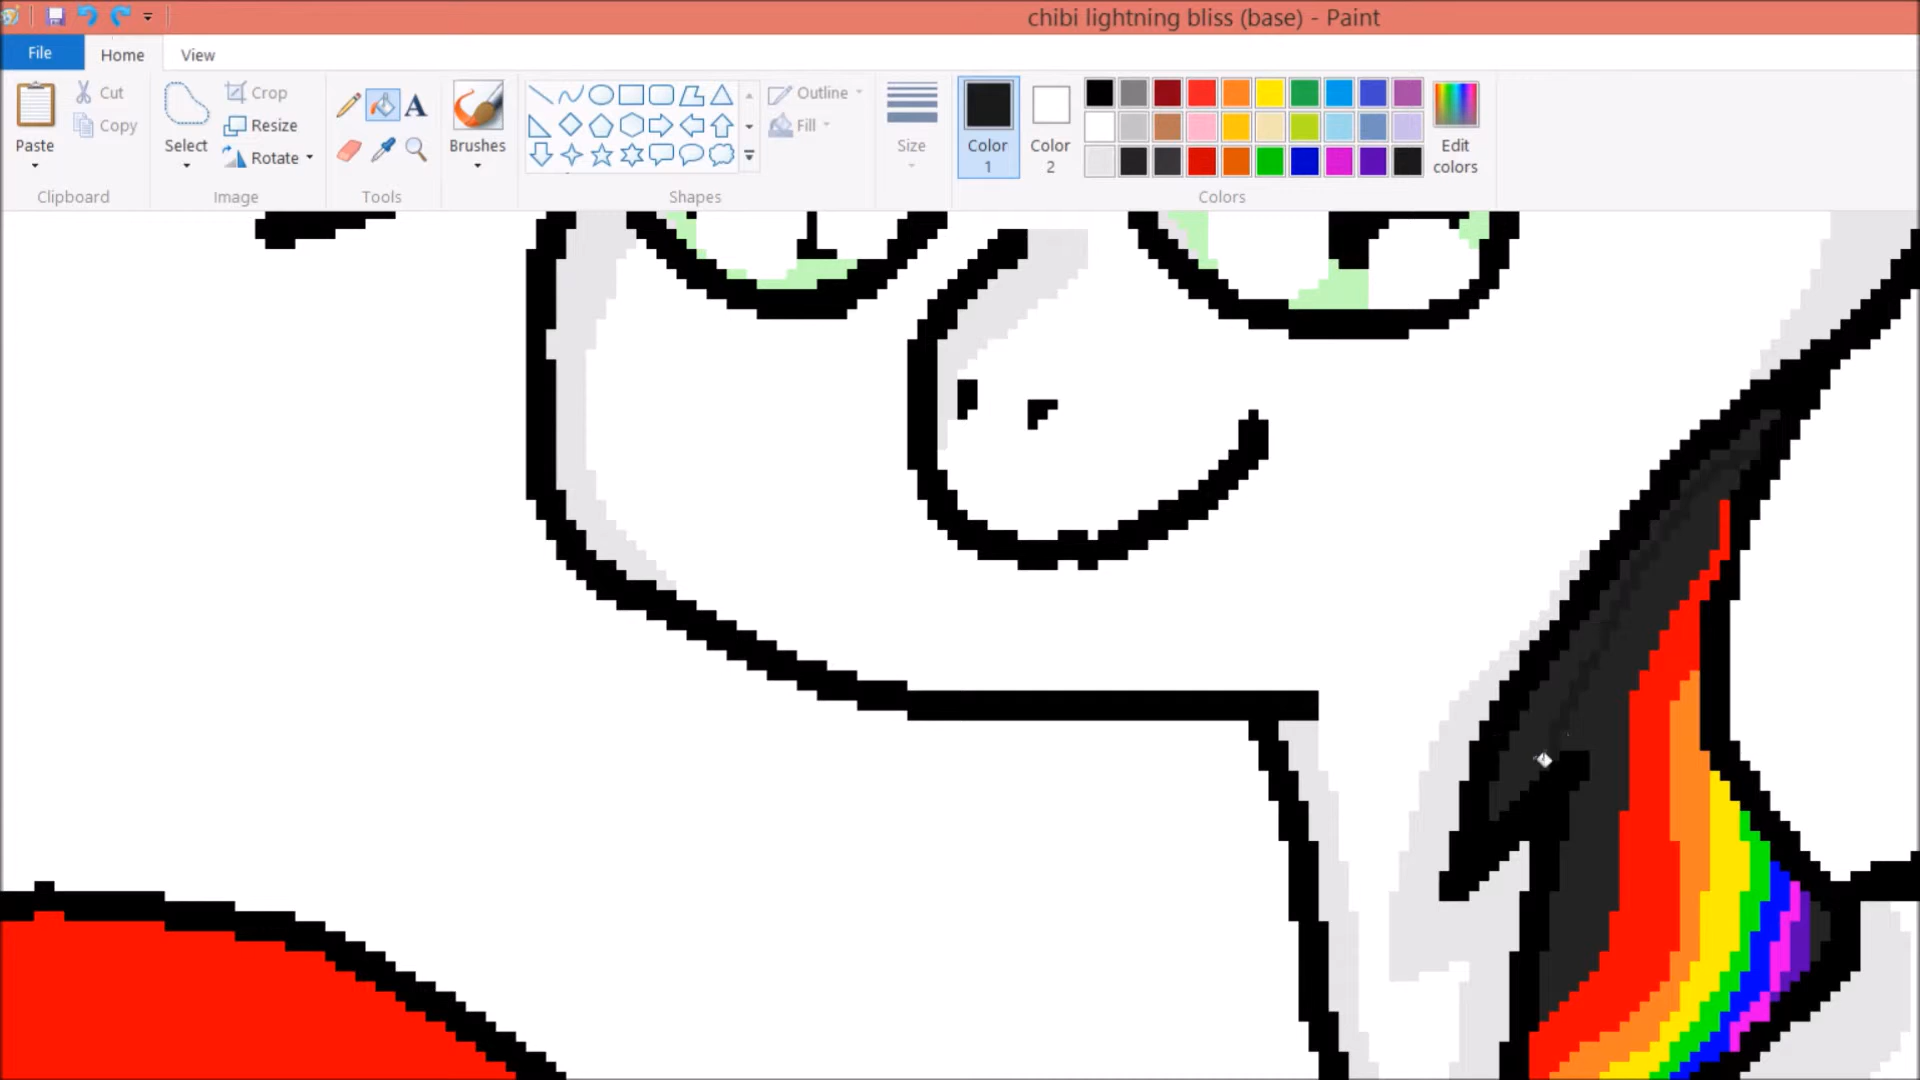 chibi lightning bliss (base) - Paint
File
Home
View
Paste
Cut
Copy
Clipboard
Select
Crop
Resize
Rotate
Image
A
Tools
Brushes
Outline
Fill
Shapes
Size
Color
1
Color
2
Edit
colors
Colors